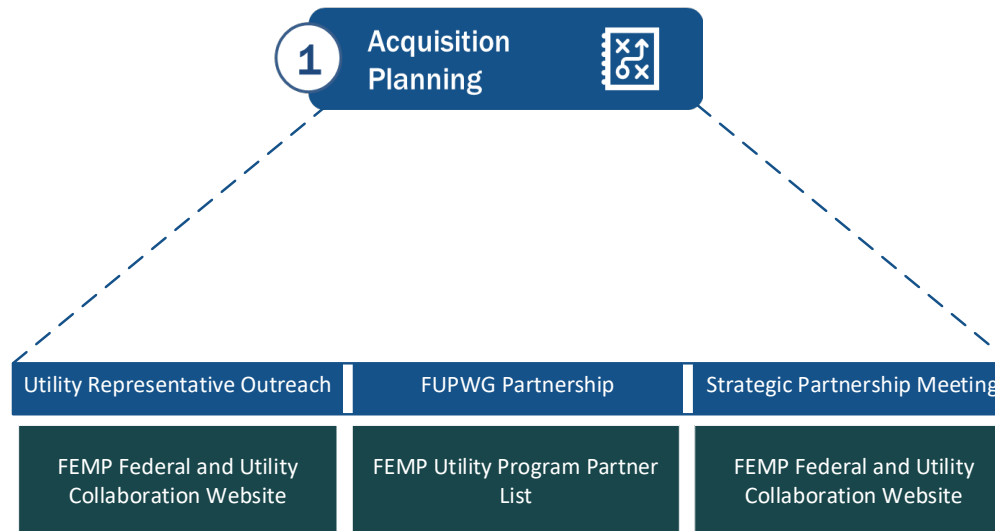 1
Acquisition
Planning
Utility Representative Outreach
FUPWG Partnership
Strategic Partnership Meeting
FEMP Federal and Utility
Collaboration Website
FEMP Utility Program Partner
List
FEMP Federal and Utility
Collaboration Website